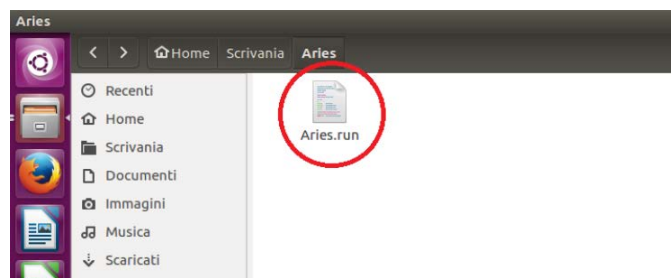 Aries
Home Scrivania Aries
Recenti
Home
Scrivania
Documenti
Immagini
Musica
Scaricati
Aries.run